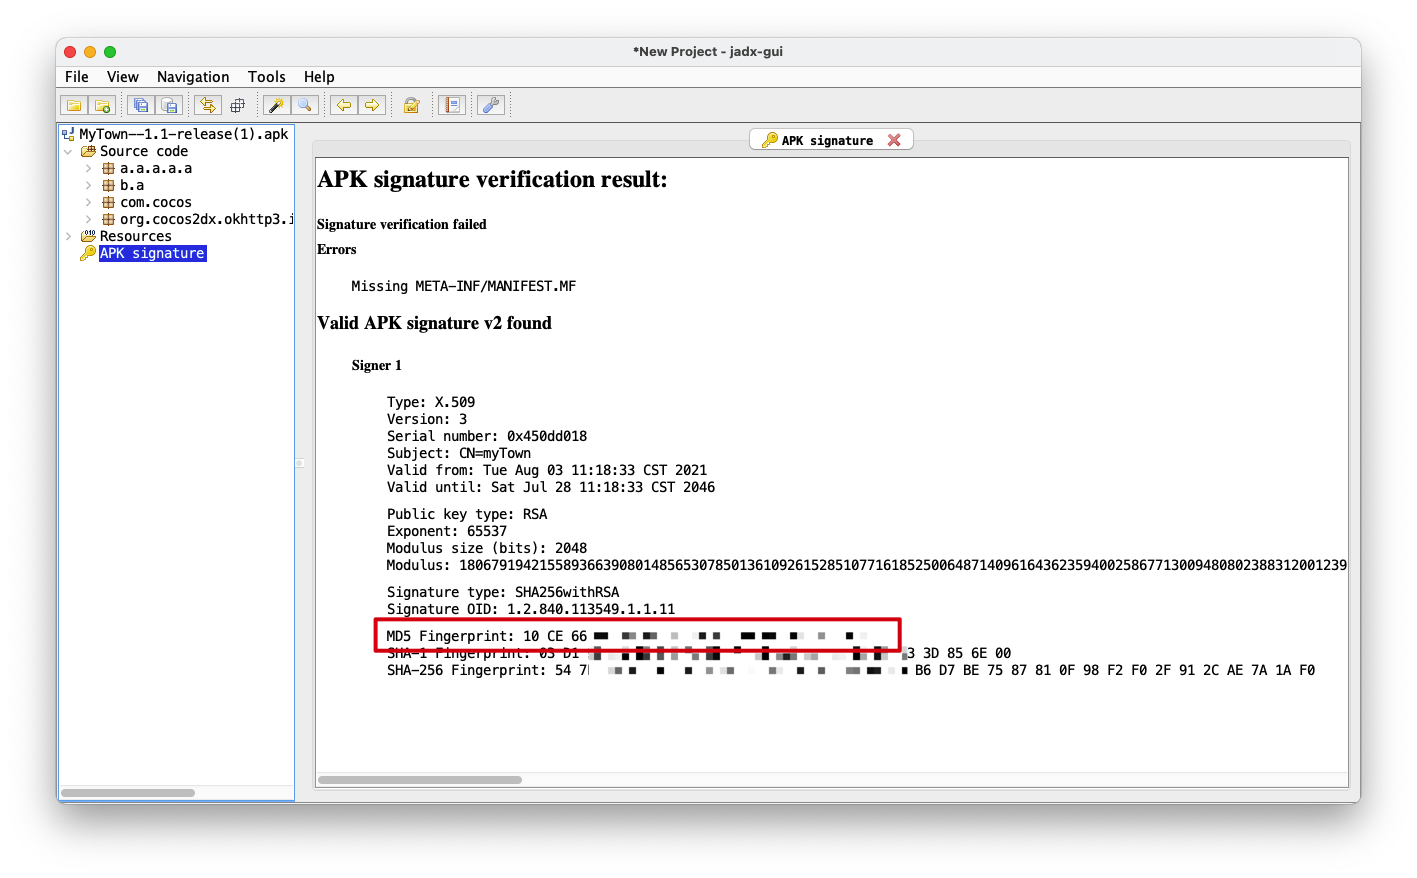 *New Project - jadx-gui
File View Navigation Tools Help
MyTown--1.1-release(1).apk
Source code
a.a.a.a.a
b.a
com.cocos
org.cocos2dx.okhttp3.i
Resources
APK signature
APK signature
APK signature verification result:
Signature verification failed
Errors
Missing META-INF/MANIFEST.MF
Valid APK signature v2 found
Signer 1
Type: X.509
Version: 3
Serial number: 0x450dd018
Subject: CN=myTown
Valid from: Tue Aug 03 11:18:33 CST 2021
Valid until: Sat Jul 28 11:18:33 CST 2046
Public key type: RSA
Exponent: 65537
Modulus size (bits): 2048
Modulus: 180679194215589366390801485653078501361092615285107716185250064871409616436235940025867713009480802388312001239
Signature type: SHA256withRSA
Signature OID: 1.2.840.113549.1.1.11
MD5 Fingerprint: 10 CE 66
SHA-1 Fingerprint: 03 D1 3 3D 85 6E 00
SHA-256 Fingerprint: 54 7 B6 D7 BE 75 87 81 0F 98 F2 F0 2F 91 2C AE 7A 1A F0